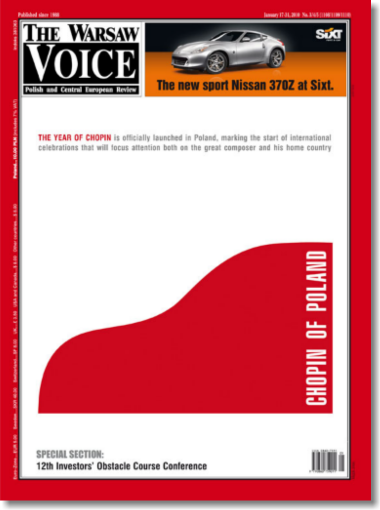 Published since 1988
January 17-31, 2010
THE WARSAW
VOICE
Polish and Central European Review
SIXT
The new sport Nissan 370Z at Sixt.
THE YEAR OF CHOPIN is officially launched in Poland, marking the start of international
celebrations that will focus attention both on the great composer and his home country
CHOPIN OF POLAND
SPECIAL SECTION:
12th Investors' Obstacle Course Conference